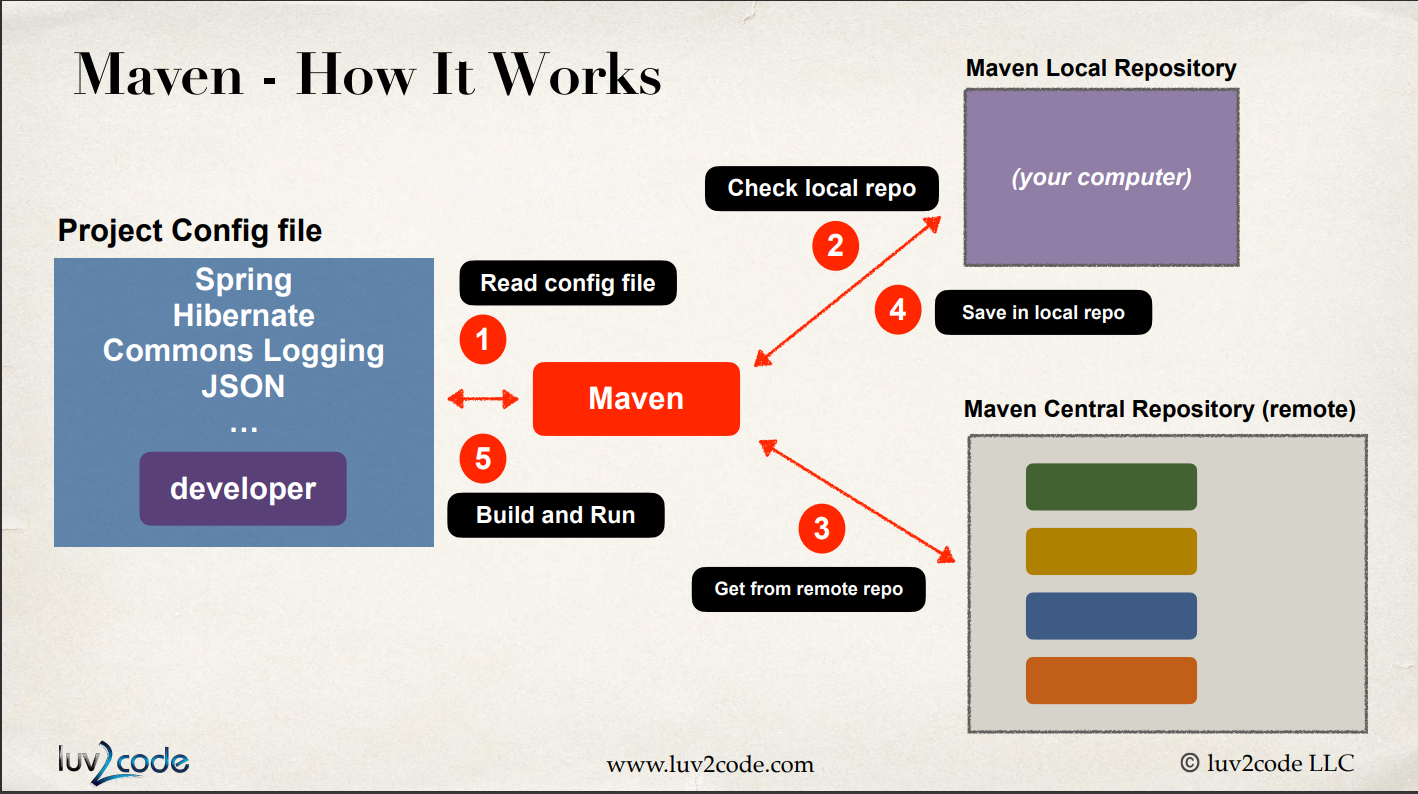 Maven - How It Works
Maven Local Repository
(your computer)
Check local repo
2
Project Config file
Spring
Hibernate
Commons Logging
JSON
...
developer
Read config file
1
4
Save in local repo
Maven
Maven Central Repository (remote)
5
Build and Run
3
Get from remote repo
luv2code
www.luv2code.com
© luv2code LLC